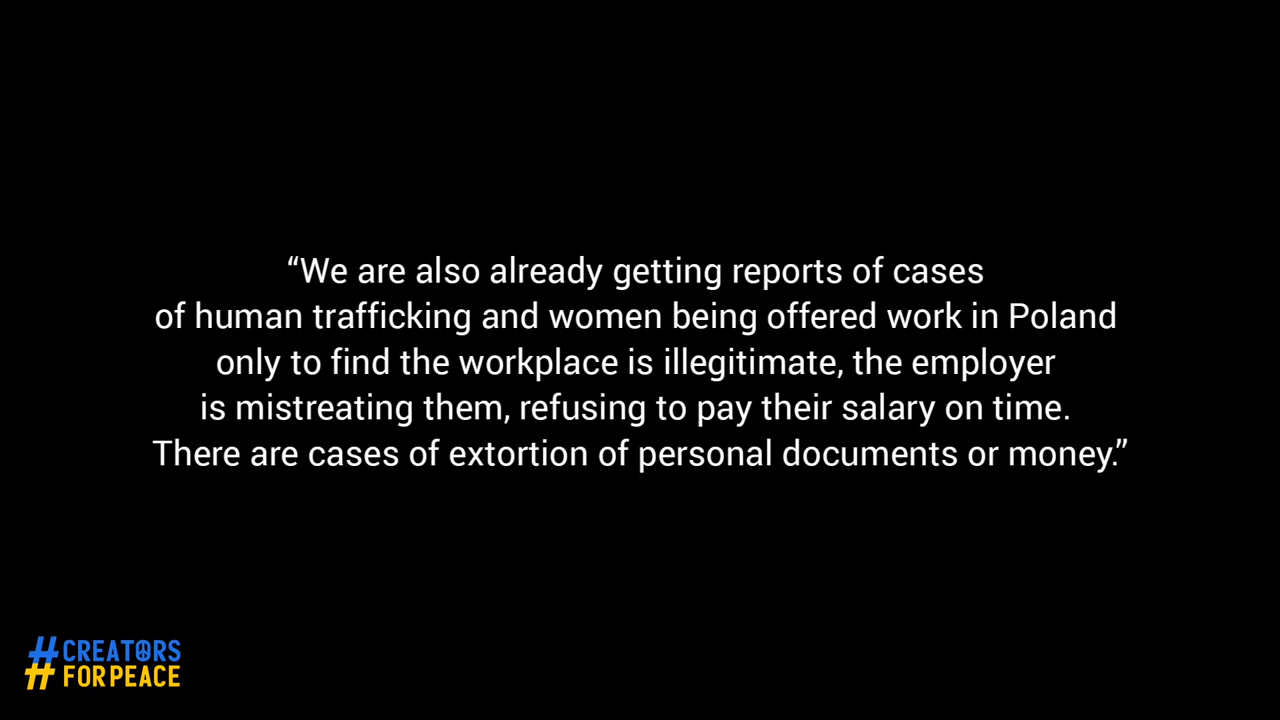 “We are also already getting reports of cases
of human trafficking and women being offered work in Poland
only to find the workplace is illegitimate, the employer
is mistreating them, refusing to pay their salary on time.
There are cases of extortion of personal documents or money.”
#CREATORS
#FORPEACE